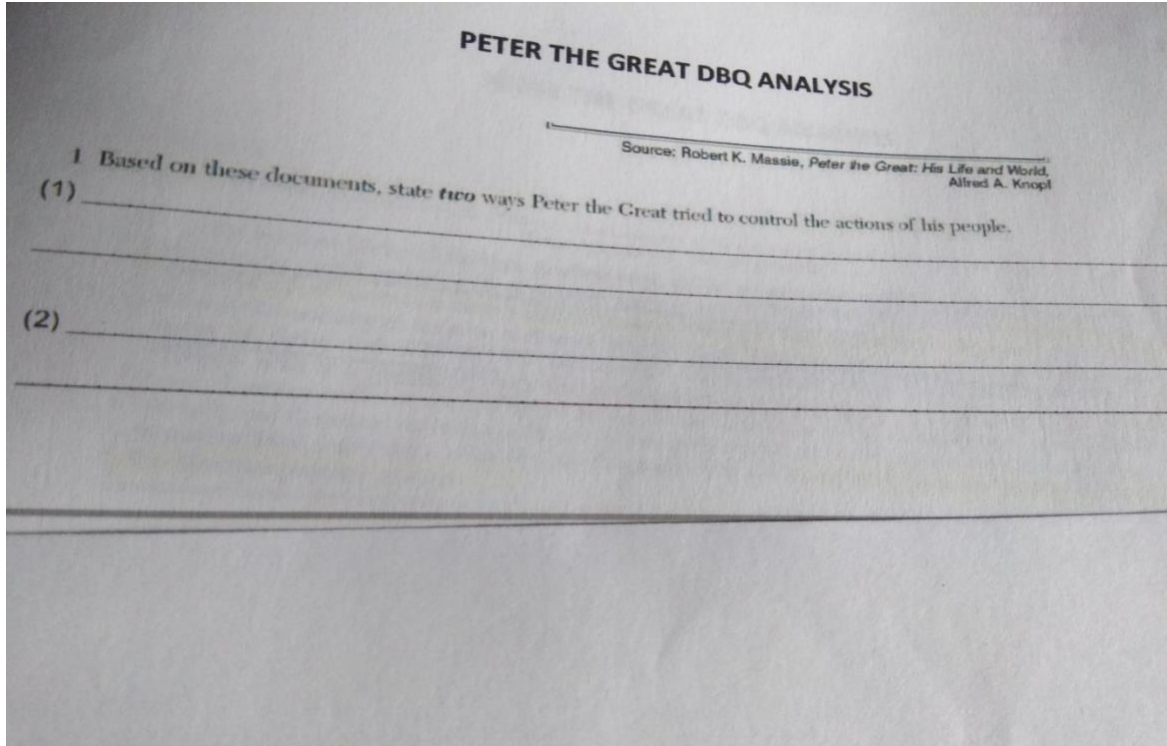 PETER THE GREAT DBQ ANALYSIS
Source: Robert K. Massie, Peter the Great: His Life and World,
Alfred A. Knopf
1 Based on these documents, state two ways Peter the Great tried to control the actions of his people.
(1)
(2)